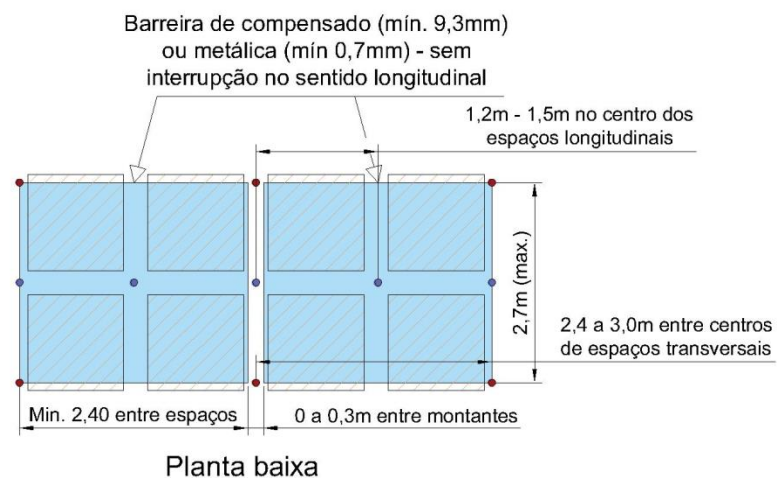 Barreira de compensado (mín. 9,3mm)
ou metálica (mín 0,7mm) - sem
interrupção no sentido longitudinal
1,2m - 1,5m no centro dos
espaços longitudinais
2,7m (max.)
2,4 a 3,0m entre centros
de espaços transversais
Min. 2,40 entre espaços
0 a 0,3m entre montantes
Planta baixa